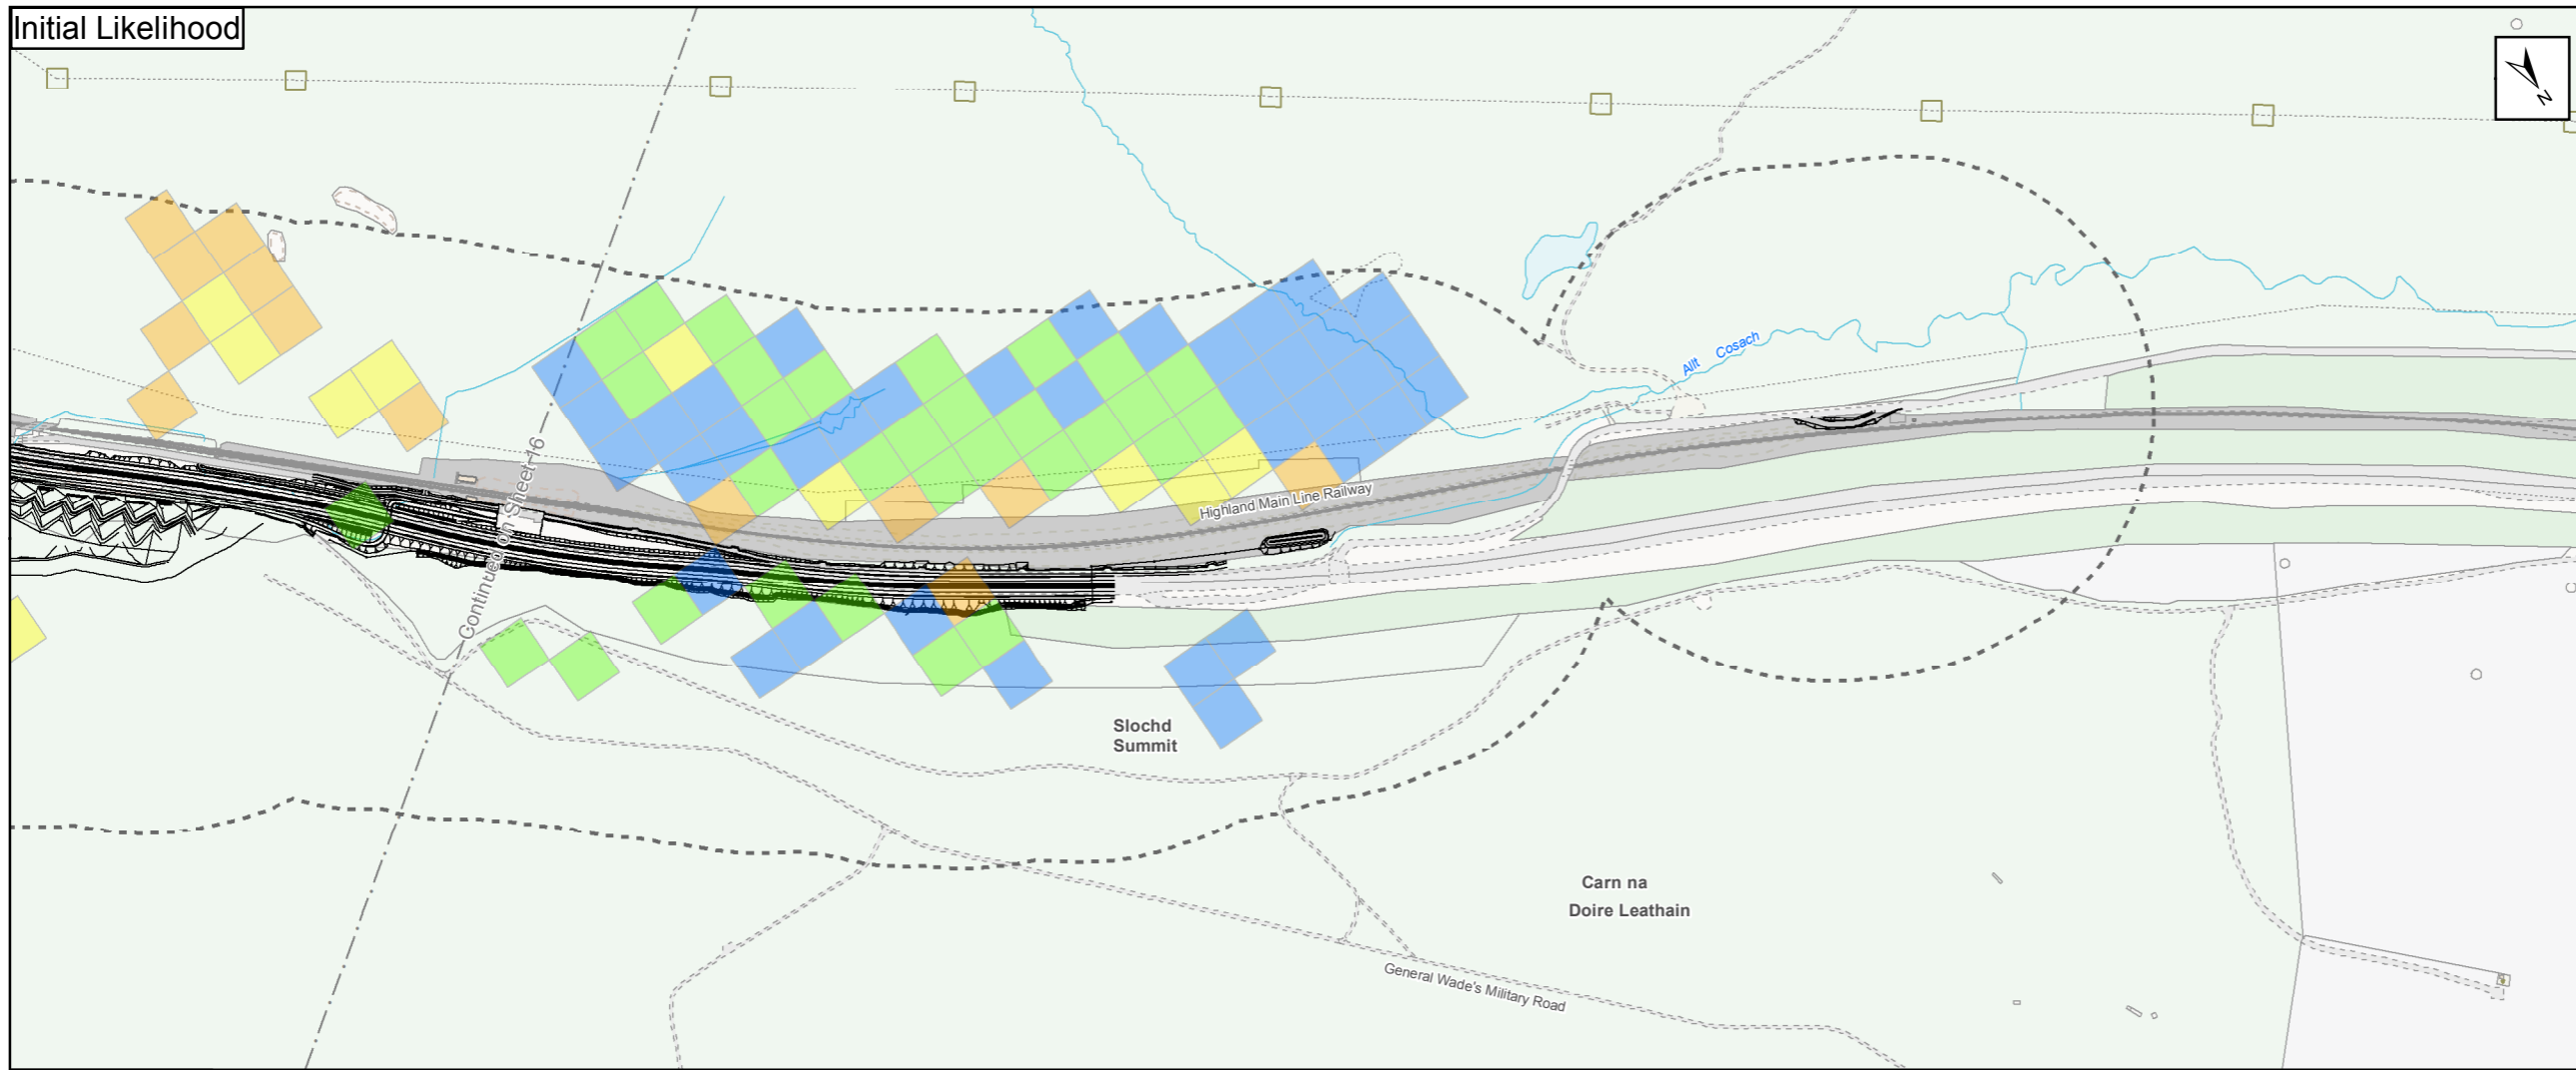 Initial Likelihood
N
Allt Cosach
Continued on Sheet 16
Highland Main Line Railway
Slochd
Summit
Carn na
Doire Leathain
General Wade's Military Road